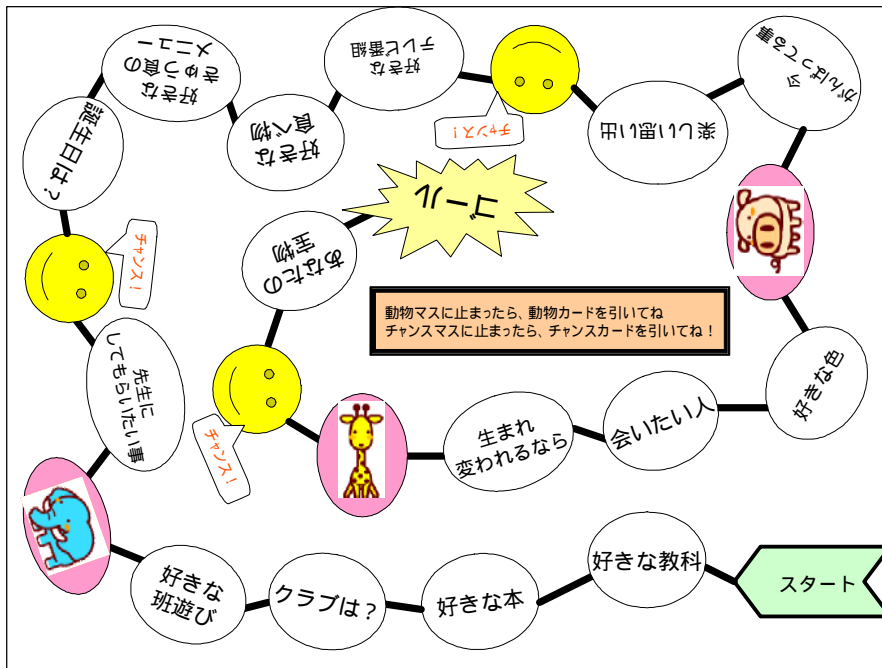 スタート
好きな教科
好きな本
クラブは？
好きな
班遊び
先生に
してもらいたい事
チャンス！
誕生日は？
好きな
きゅう食の
メニュー
好きな
食べ物
好きな
テレビ番組
チャンス！
楽しい思い出
今
がんばってる事
好きな色
会いたい人
生まれ
変われるなら
チャンス！
あなたの
宝物
ゴール
動物マスに止まったら、動物カードを引いてね
チャンスマスに止まったら、チャンスカードを引いてね！